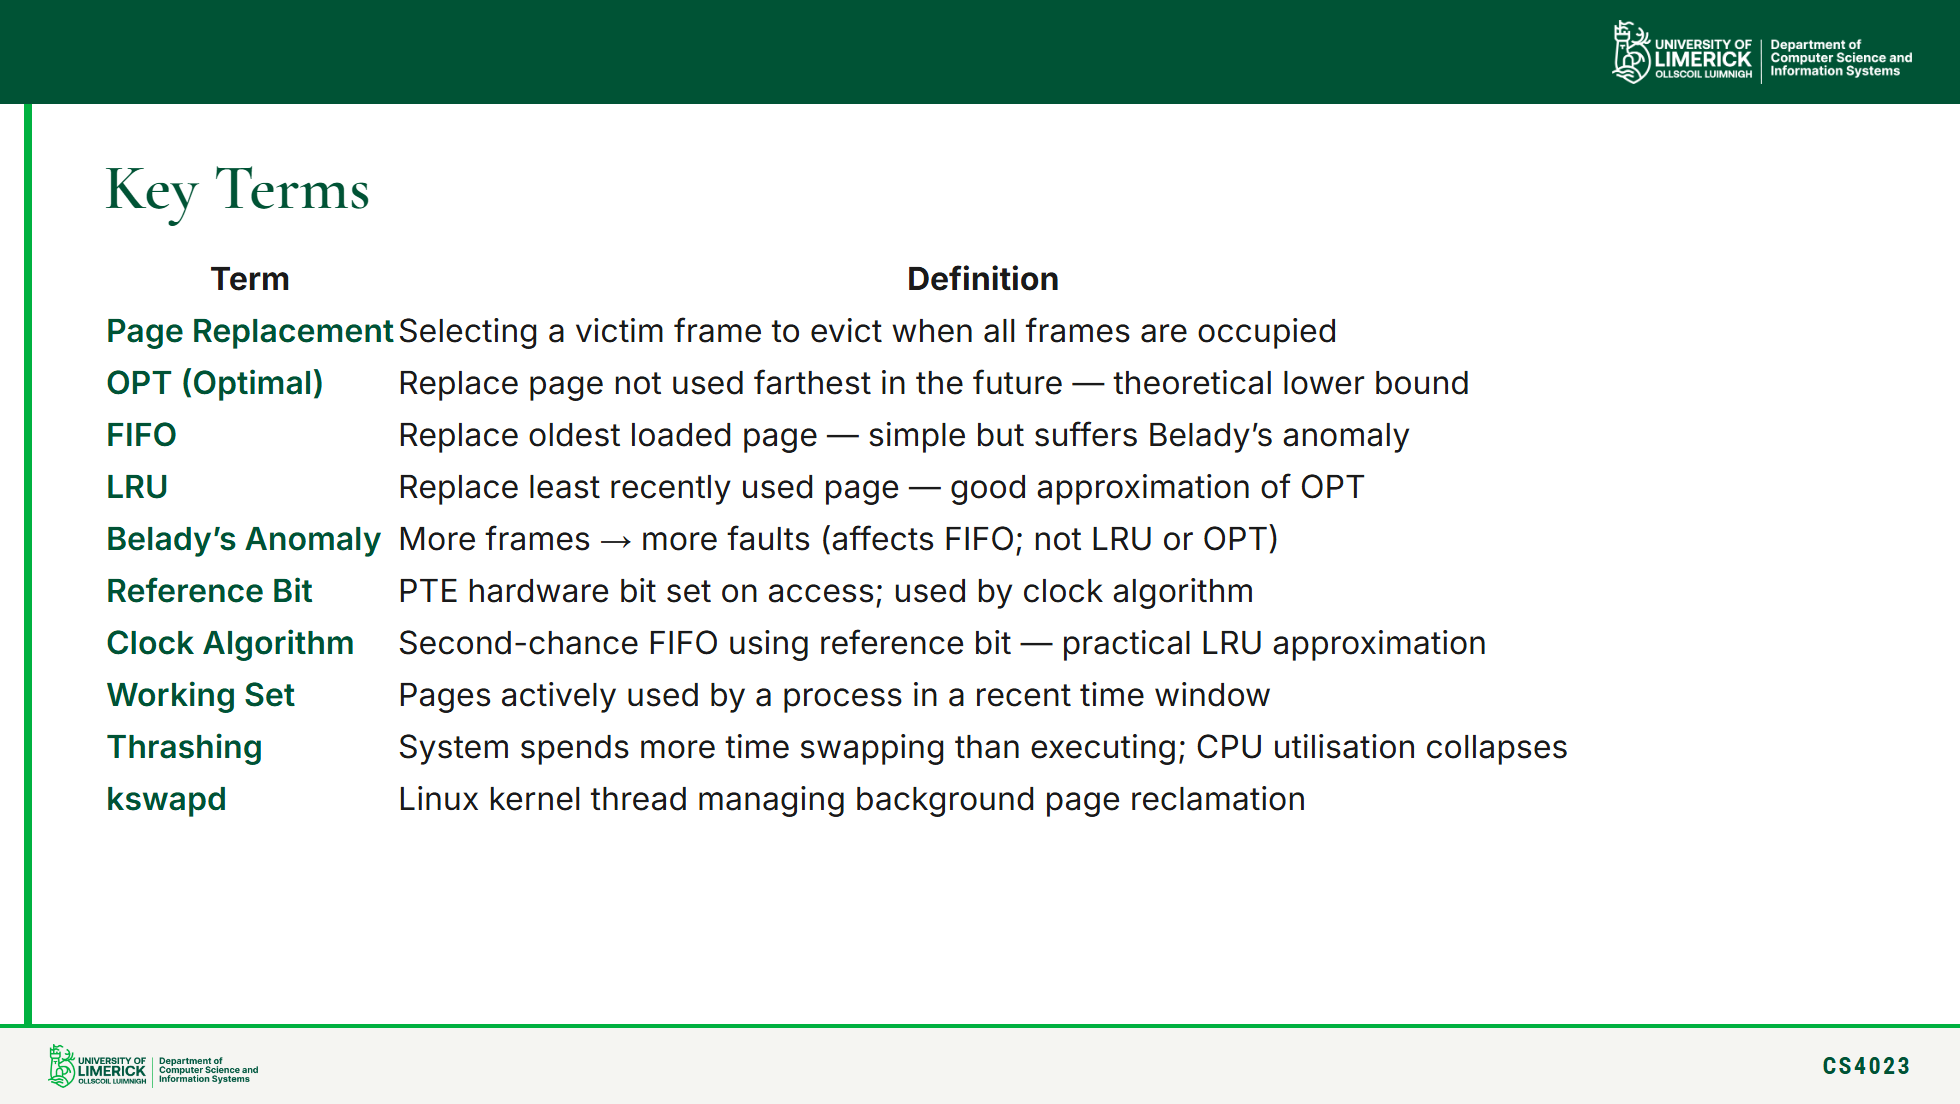 UNIVERSITY OF
LIMERICK
OLLSCOIL LUIMNIGH
Department of
Computer Science and
Information Systems
Key Terms
Term Definition
Page Replacement Selecting a victim frame to evict when all frames are occupied
OPT (Optimal) Replace page not used farthest in the future — theoretical lower bound
FIFO Replace oldest loaded page — simple but suffers Belady’s anomaly
LRU Replace least recently used page — good approximation of OPT
Belady’s Anomaly More frames → more faults (affects FIFO; not LRU or OPT)
Reference Bit PTE hardware bit set on access; used by clock algorithm
Clock Algorithm Second-chance FIFO using reference bit — practical LRU approximation
Working Set Pages actively used by a process in a recent time window
Thrashing System spends more time swapping than executing; CPU utilisation collapses
kswapd Linux kernel thread managing background page reclamation
UNIVERSITY OF
LIMERICK
OLLSCOIL LUIMNIGH
Department of
Computer Science and
Information Systems
CS4023